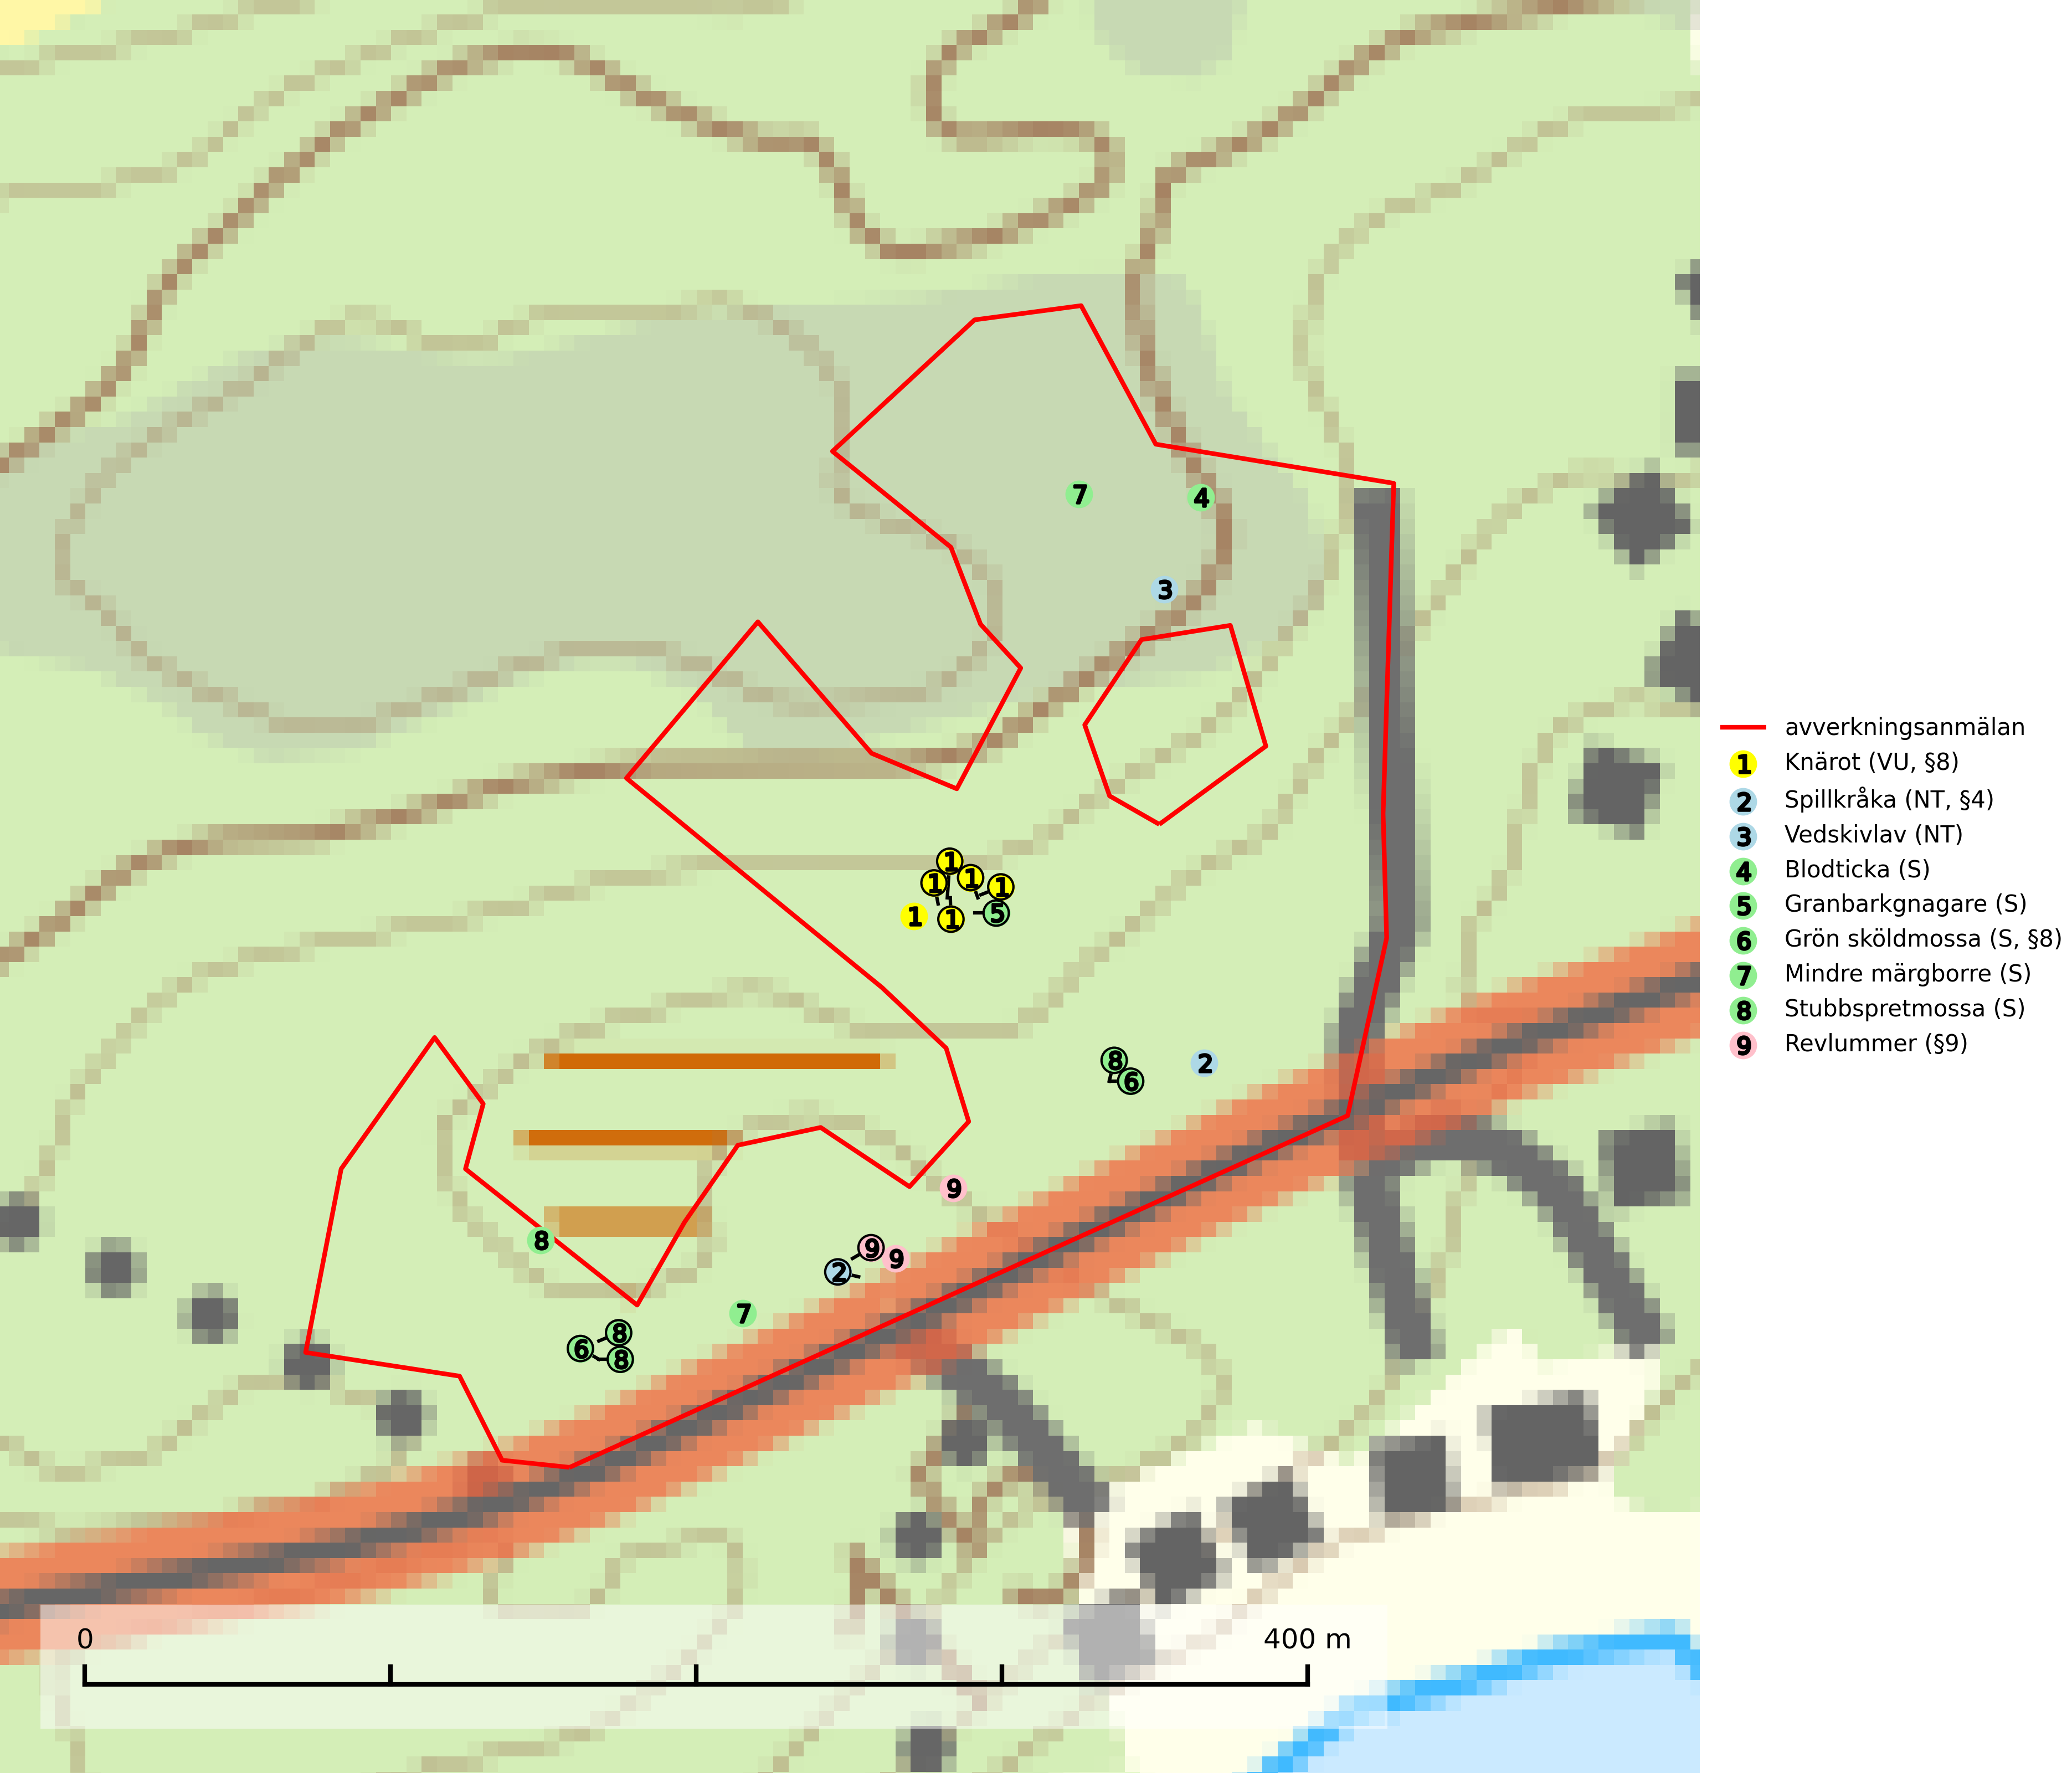 7
4
3
1
1
1
1
1
1
5
8
2
6
9
8
9
9
2
7
8
6
8
0
400 m
avverkningsanmälan
1 Knärot (VU, §8)
2 Spillkråka (NT, §4)
3 Vedskivlav (NT)
4 Blodticka (S)
5 Granbarkgnagare (S)
6 Grön sköldmossa (S, §8)
7 Mindre märgborre (S)
8 Stubbspretmossa (S)
9 Revlummer (§9)